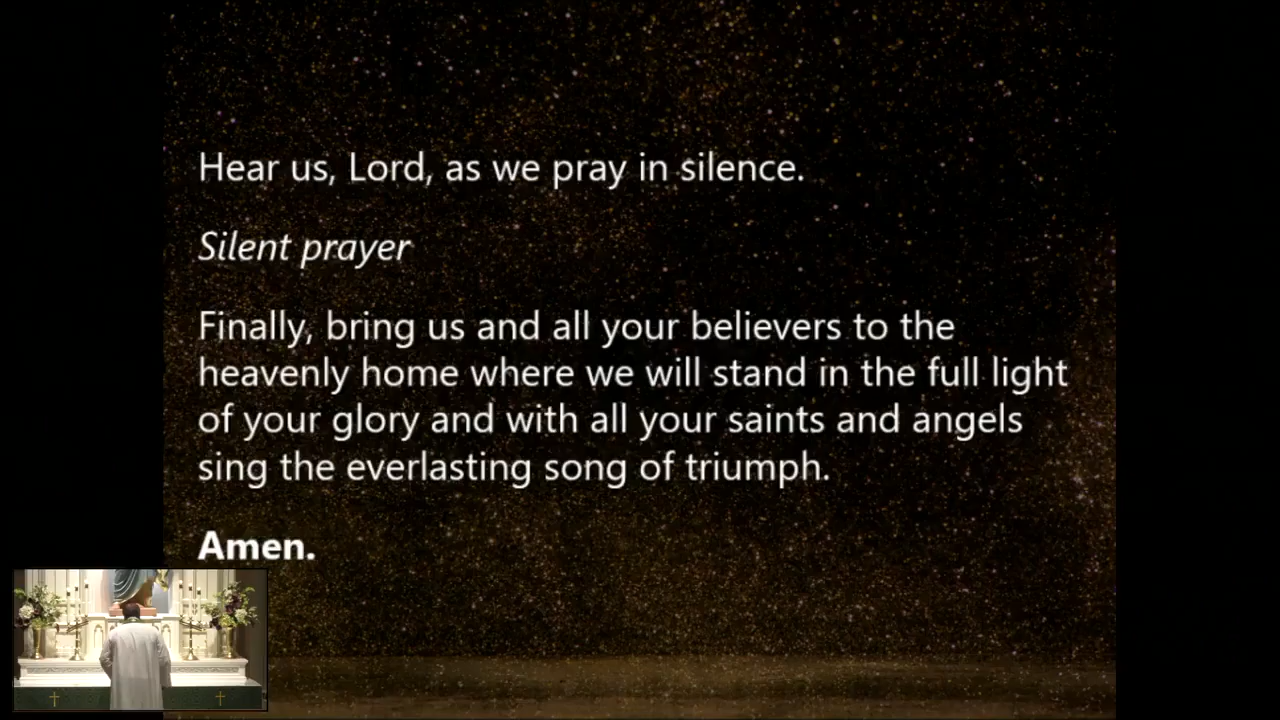 Hear us, Lord, as we pray in silence.
Silent prayer
Finally, bring us and all your believers to the
heavenly home where we will stand in the full light
of your glory and with all your saints and angels
sing the everlasting song of triumph.
Amen.